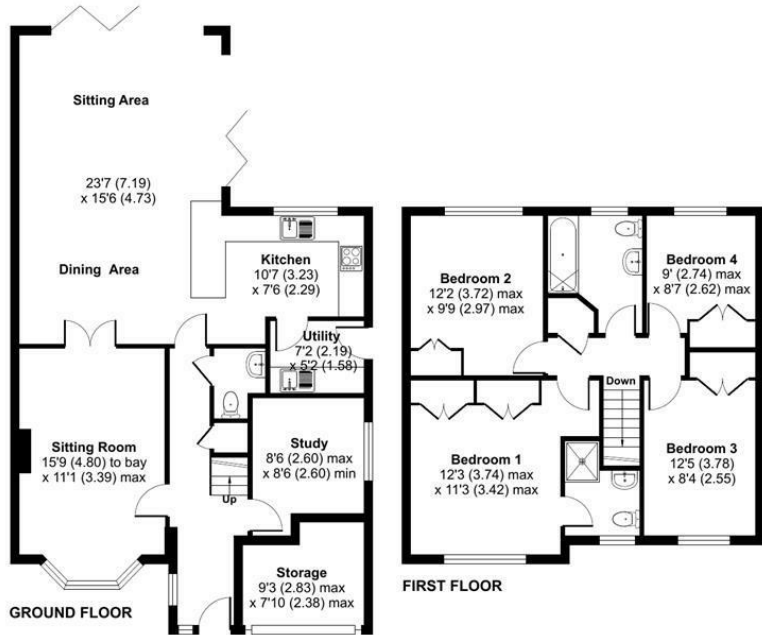 Sitting Area
23'7 (7.19)
x 15'6 (4.73)
Dining Area
Kitchen
10'7 (3.23)
x 7'6 (2.29)
Utility
7'2 (2.19)
x 5'2 (1.58)
Sitting Room
15'9 (4.80) to bay
x 11'1 (3.39) max
Study
8'6 (2.60) max
x 8'6 (2.60) min
Up
Storage
9'3 (2.83) max
x 7'10 (2.38) max
GROUND FLOOR
Bedroom 2
12'2 (3.72) max
x 9'9 (2.97) max
Bedroom 4
9' (2.74) max
x 8'7 (2.62) max
Down
Bedroom 1
12'3 (3.74) max
x 11'3 (3.42) max
Bedroom 3
12'5 (3.78)
x 8'4 (2.55)
FIRST FLOOR